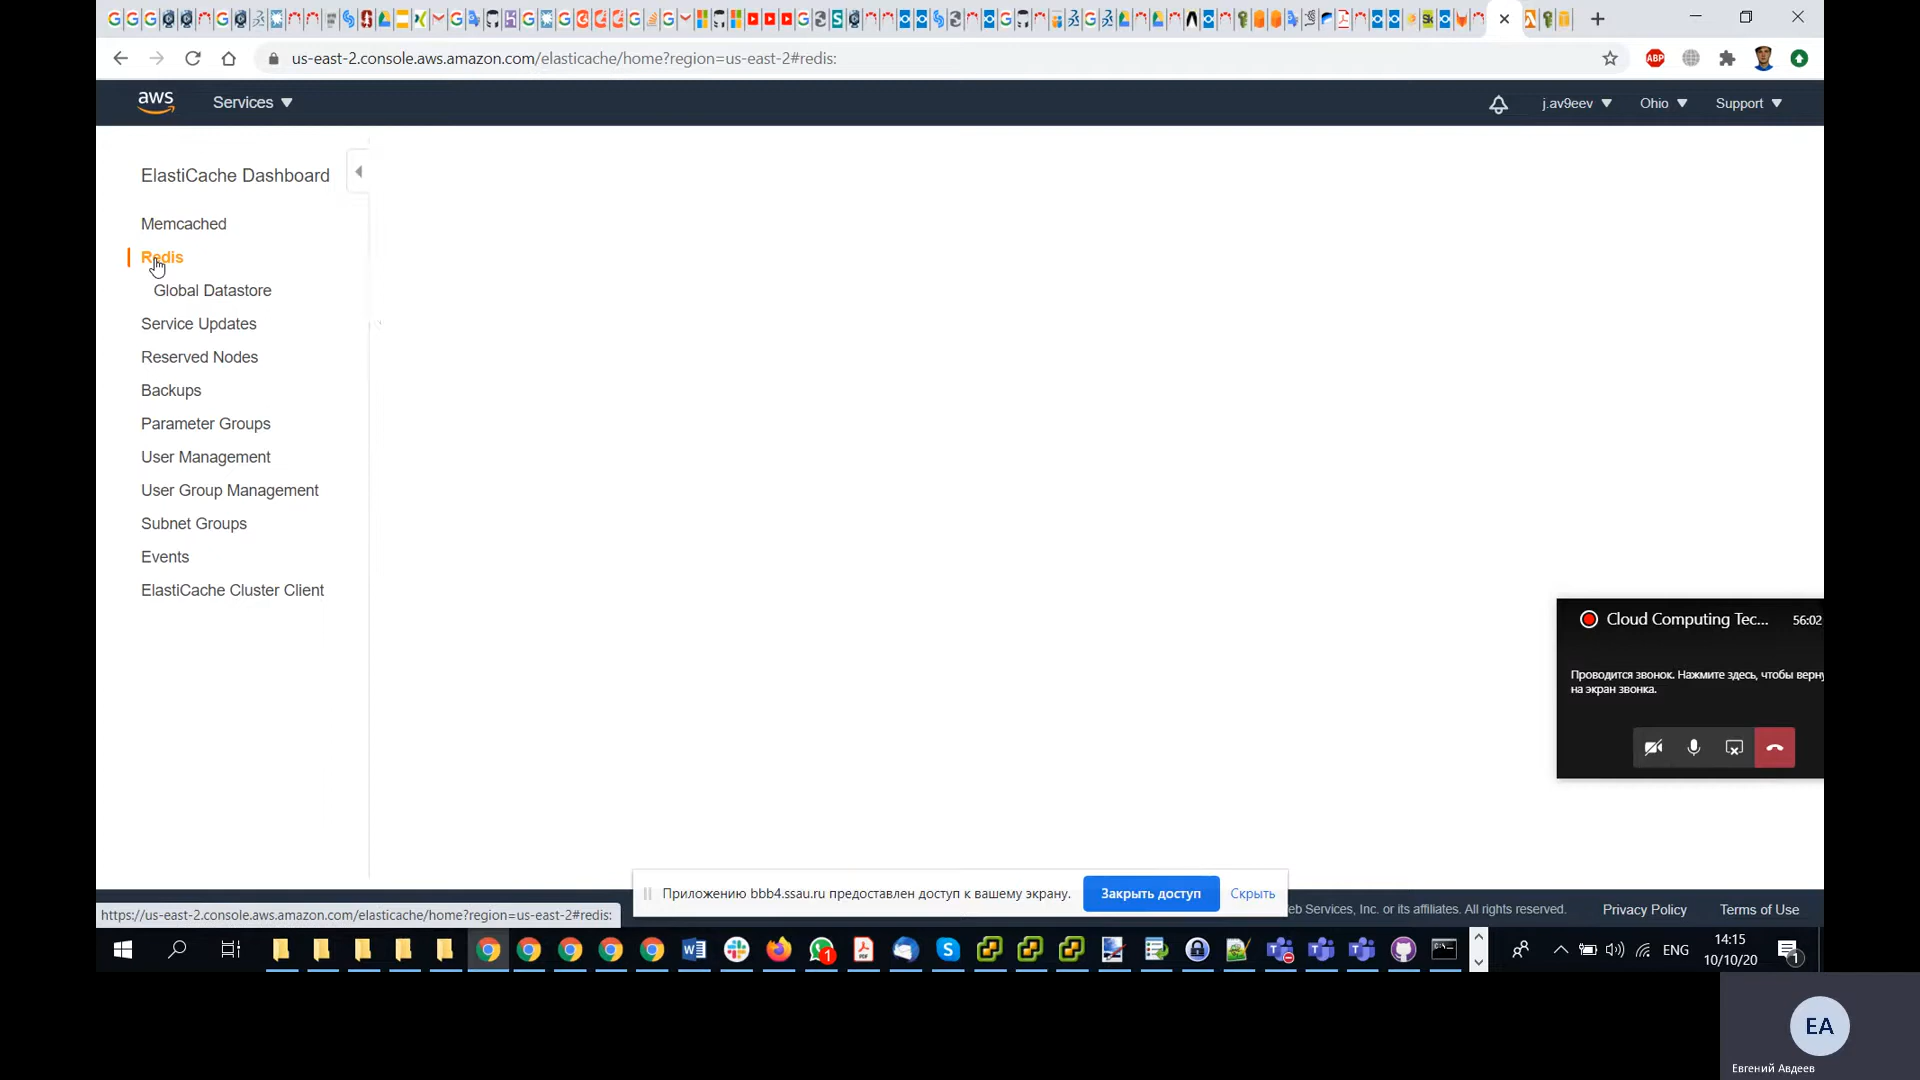 us-east-2.console.aws.amazon.com/elasticache/home?region=us-east-2#redis:
ABP
aws
Services
j.av9eev
Ohio
Support
ElastiCache Dashboard
Memcached
Redis
Global Datastore
Service Updates
Reserved Nodes
Backups
Parameter Groups
User Management
User Group Management
Subnet Groups
Events
ElastiCache Cluster Client
Cloud Computing Tec...
56:02
Проводится звонок. Нажмите здесь, чтобы верну
на экран звонка.
Приложению bbb4.ssau.ru предоставлен доступ к вашему экрану.
Закрыть доступ
Скрыть
https://us-east-2.console.aws.amazon.com/elasticache/home?region=us-east-2#redis:
eb Services, Inc. or its affiliates. All rights reserved.
Privacy Policy
Terms of Use
1
ENG
14:15
10/10/20
1
EA
Евгений Авдеев